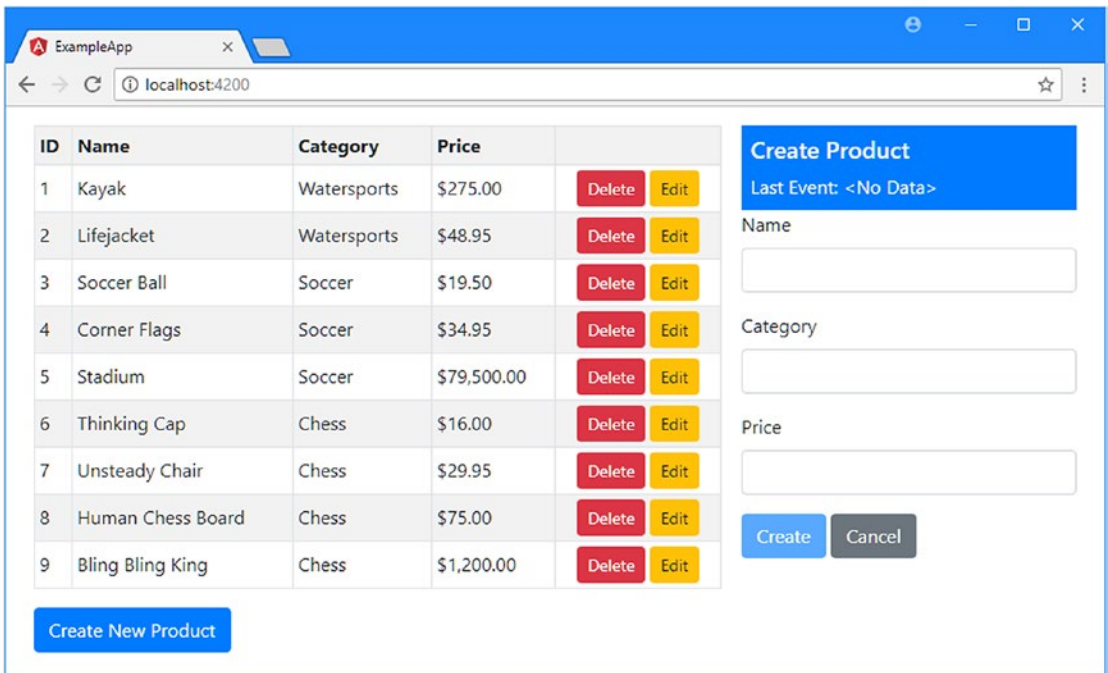 ExampleApp
localhost:4200
ID Name Category Price
1 Kayak Watersports $275.00 Delete Edit
2 Lifejacket Watersports $48.95 Delete Edit
3 Soccer Ball Soccer $19.50 Delete Edit
4 Corner Flags Soccer $34.95 Delete Edit
5 Stadium Soccer $79,500.00 Delete Edit
6 Thinking Cap Chess $16.00 Delete Edit
7 Unsteady Chair Chess $29.95 Delete Edit
8 Human Chess Board Chess $75.00 Delete Edit
9 Bling Bling King Chess $1,200.00 Delete Edit
Create New Product
Create Product
Last Event: <No Data>
Name
Category
Price
Create Cancel